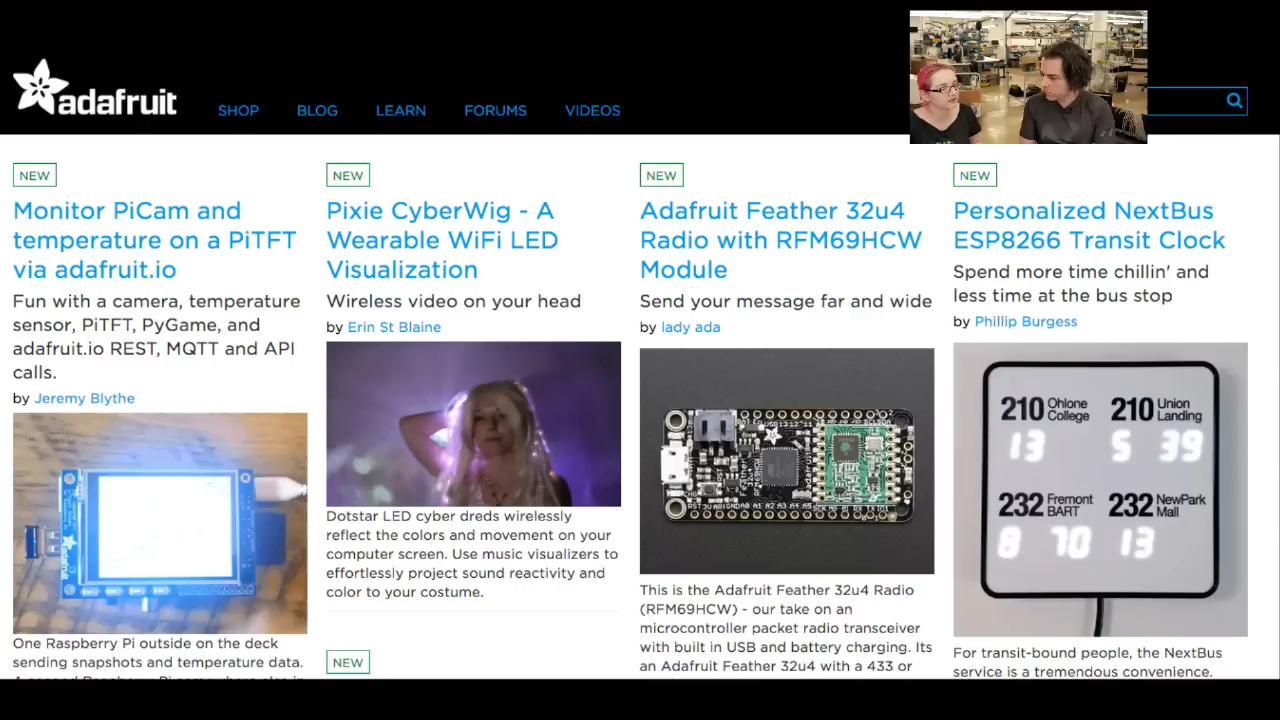 adafruit
SHOP BLOG LEARN FORUMS VIDEOS
NEW
Monitor PiCam and
temperature on a PiTFT
via adafruit.io
Fun with a camera, temperature
sensor, PiTFT, PyGame, and
adafruit.io REST, MQTT and API
calls.
by Jeremy Blythe
One Raspberry Pi outside on the deck
sending snapshots and temperature data.
NEW
Pixie CyberWig - A
Wearable WiFi LED
Visualization
Wireless video on your head
by Erin St Blaine
Dotstar LED cyber dreds wirelessly
reflect the colors and movement on your
computer screen. Use music visualizers to
effortlessly project sound reactivity and
color to your costume.
NEW
NEW
Adafruit Feather 32u4
Radio with RFM69HCW
Module
Send your message far and wide
by lady ada
This is the Adafruit Feather 32u4 Radio
(RFM69HCW) - our take on an
microcontroller packet radio transceiver
with built in USB and battery charging. Its
an Adafruit Feather 32u4 with a 433 or
NEW
Personalized NextBus
ESP8266 Transit Clock
Spend more time chillin' and
less time at the bus stop
by Phillip Burgess
210 Ohlone College 210 Union Landing
13 5 39
232 Fremont BART 232 NewPark Mall
8 70 13
For transit-bound people, the NextBus
service is a tremendous convenience.